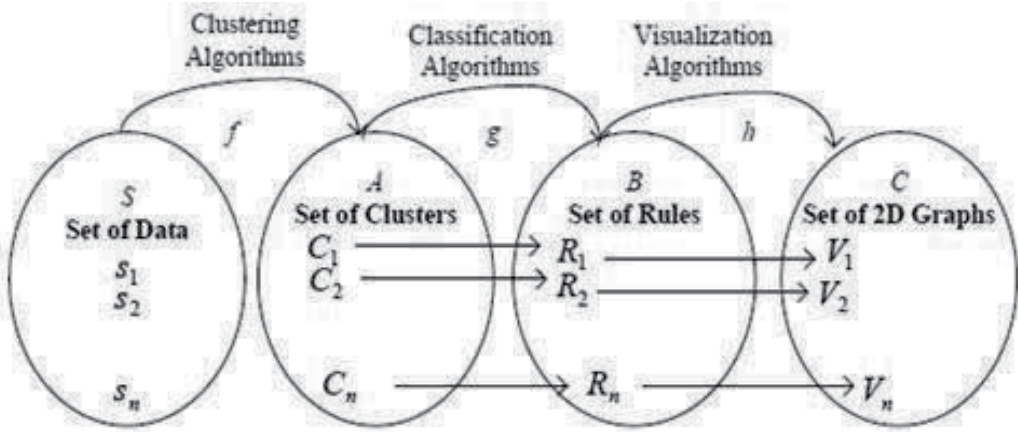 Clustering
Algorithms
Classification
Algorithms
Visualization
Algorithms
f
g
h
S
Set of Data
s₁
s₂
sₙ
A
Set of Clusters
C₁
C₂
Cₙ
B
Set of Rules
R₁
R₂
Rₙ
C
Set of 2D Graphs
V₁
V₂
Vₙ